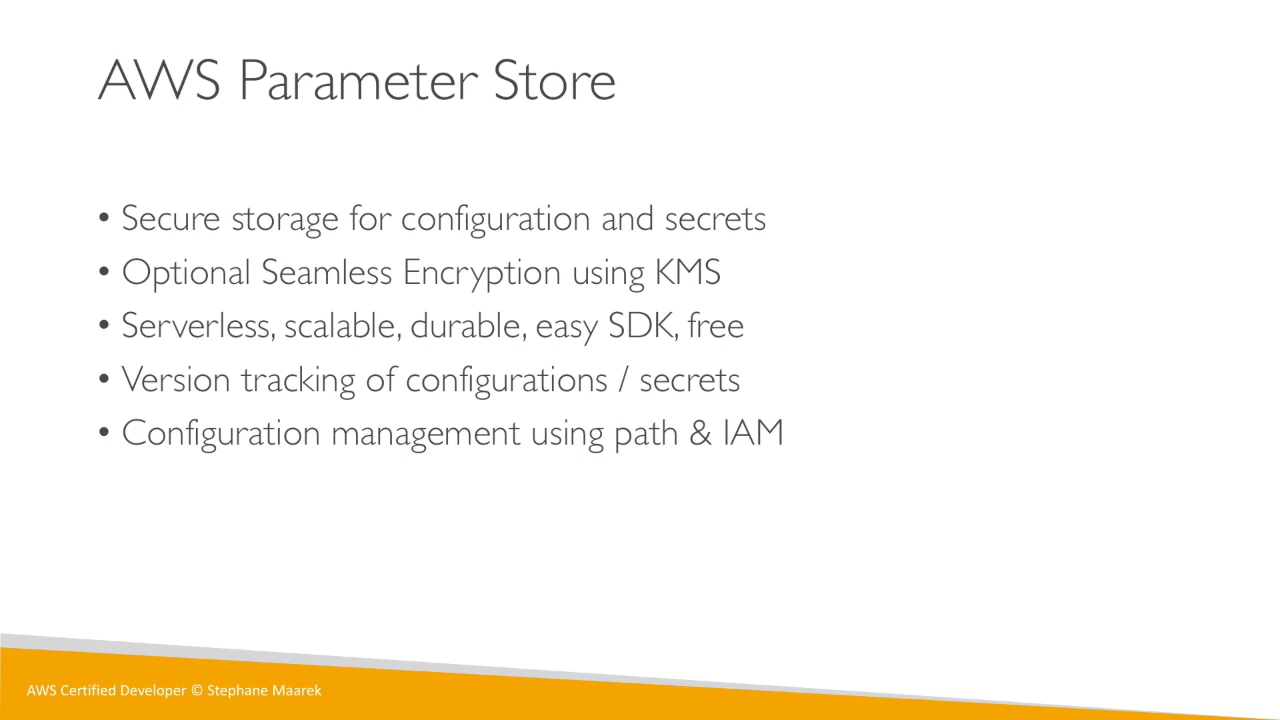 AWS Parameter Store
• Secure storage for configuration and secrets
• Optional Seamless Encryption using KMS
• Serverless, scalable, durable, easy SDK, free
• Version tracking of configurations / secrets
• Configuration management using path & IAM
AWS Certified Developer © Stephane Maarek